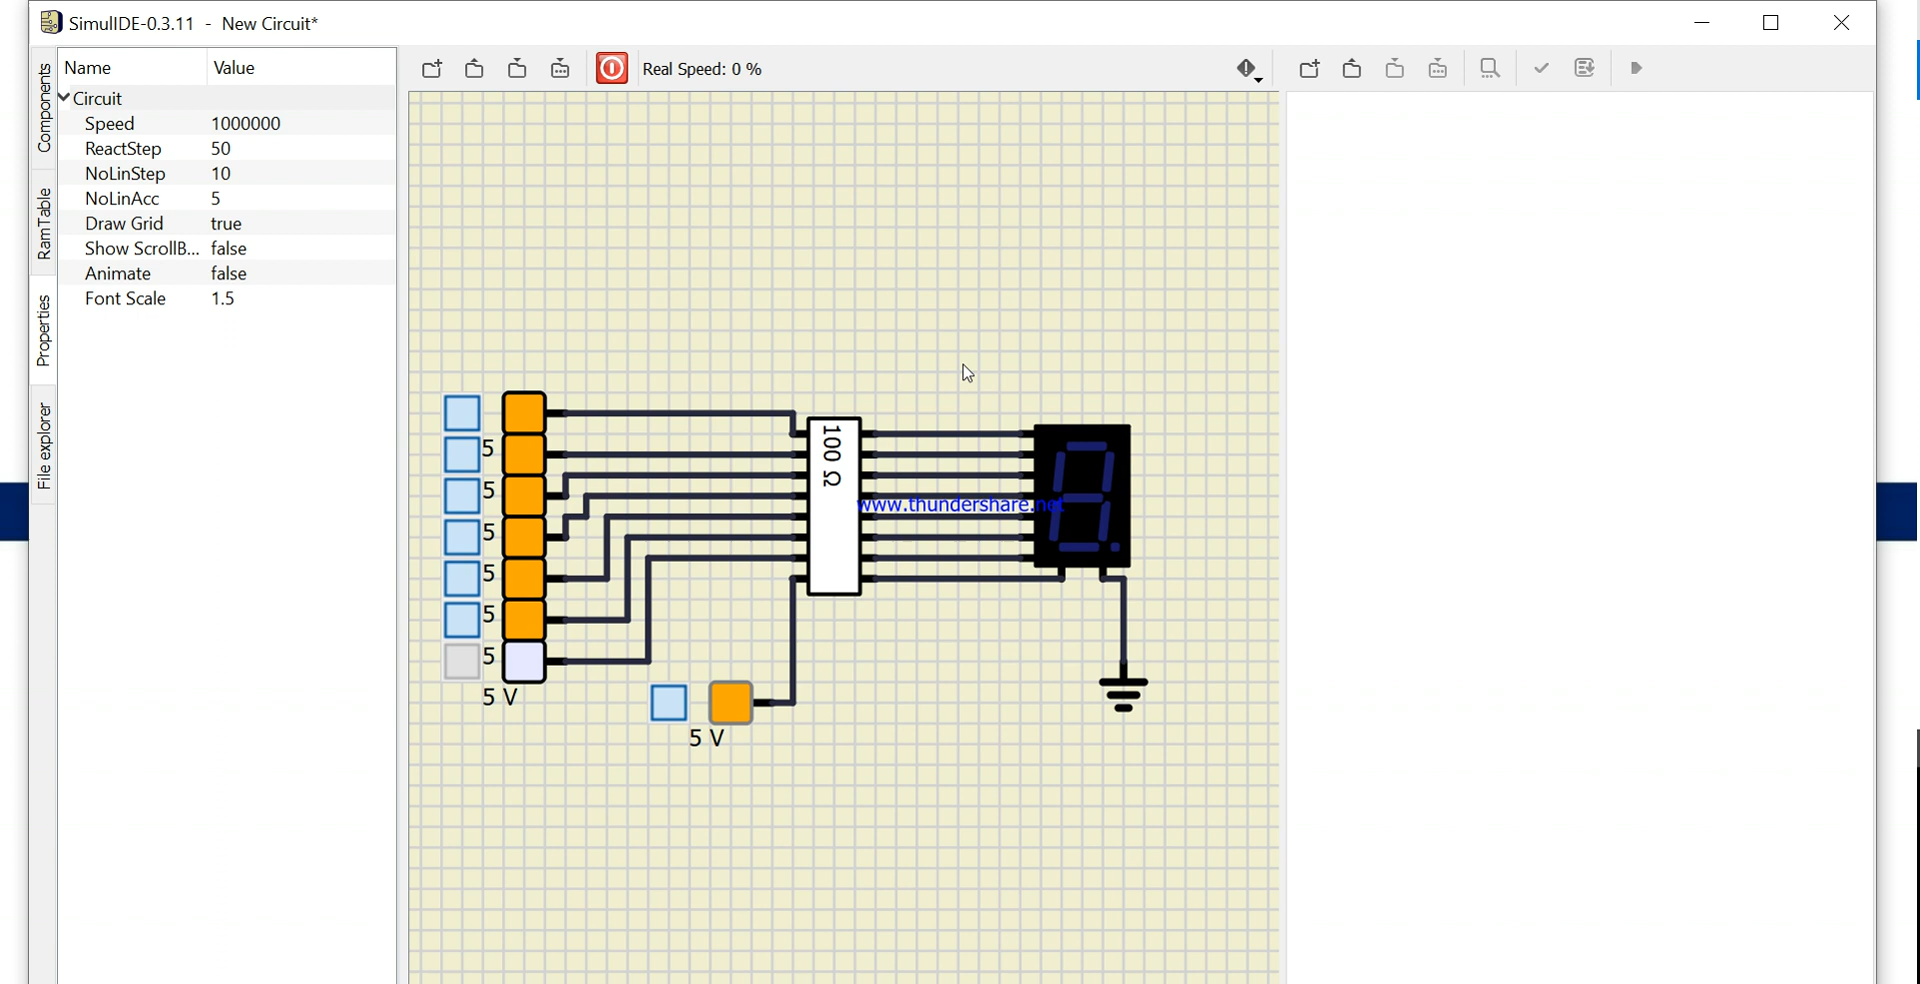 SimulIDE-0.3.11 - New Circuit*
Name Value
Real Speed: 0 %
Components
RamTable
Properties
File explorer
Circuit
Speed 1000000
ReactStep 50
NoLinStep 10
NoLinAcc 5
Draw Grid true
Show ScrollB... false
Animate false
Font Scale 1.5
100 Ω
5
5
5
5
5
5
5 V
5 V
www.thundershare.net